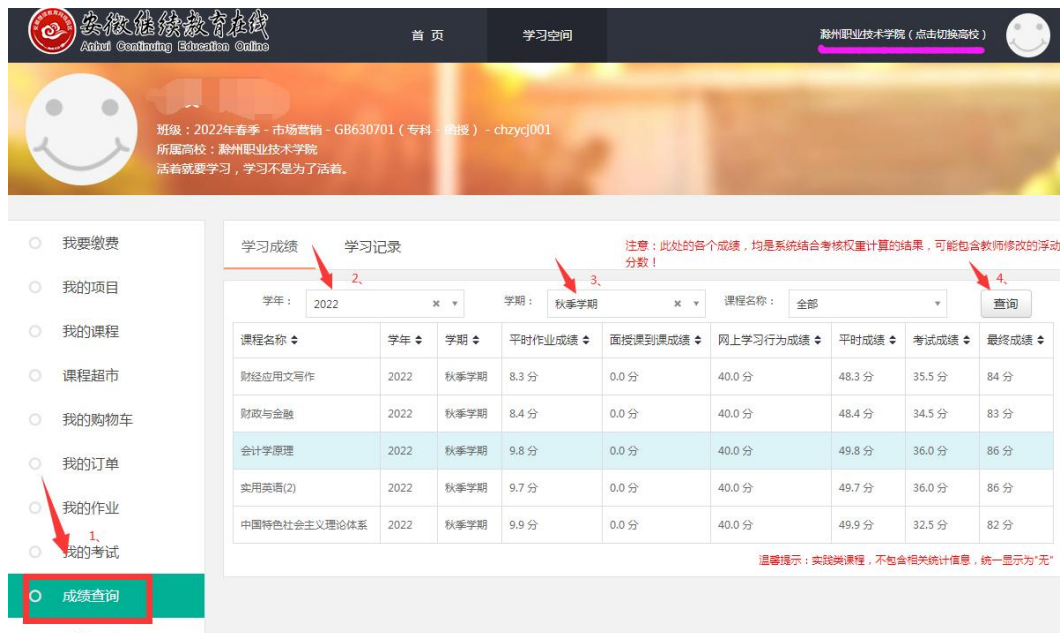 安徽继续教育在线
Anhui Continuing Education Online
首 页
学习空间
滁州职业技术学院（点击切换高校）
班级：2022年春季 - 市场营销 - GB630701（专科 - 函授） - chzycj001
所属高校：滁州职业技术学院
活着就要学习，学习不是为了活着。
我要缴费
我的项目
我的课程
课程超市
我的购物车
我的订单
我的作业
1、
我的考试
成绩查询
学习成绩
学习记录
注意：此处的各个成绩，均是系统结合考核权重计算的结果，可能包含教师修改的浮动
分数！
2、
3、
4、
学年： 2022 × 学期： 秋季学期 × 课程名称： 全部 查询
课程名称 学年 学期 平时作业成绩 面授课到课成绩 网上学习行为成绩 平时成绩 考试成绩 最终成绩
财经应用文写作 2022 秋季学期 8.3 分 0.0 分 40.0 分 48.3 分 35.5 分 84 分
财政与金融 2022 秋季学期 8.4 分 0.0 分 40.0 分 48.4 分 34.5 分 83 分
会计学原理 2022 秋季学期 9.8 分 0.0 分 40.0 分 49.8 分 36.0 分 86 分
实用英语(2) 2022 秋季学期 9.7 分 0.0 分 40.0 分 49.7 分 36.0 分 86 分
中国特色社会主义理论体系 2022 秋季学期 9.9 分 0.0 分 40.0 分 49.9 分 32.5 分 82 分
温馨提示：实践类课程，不包含相关统计信息，统一显示为"无"